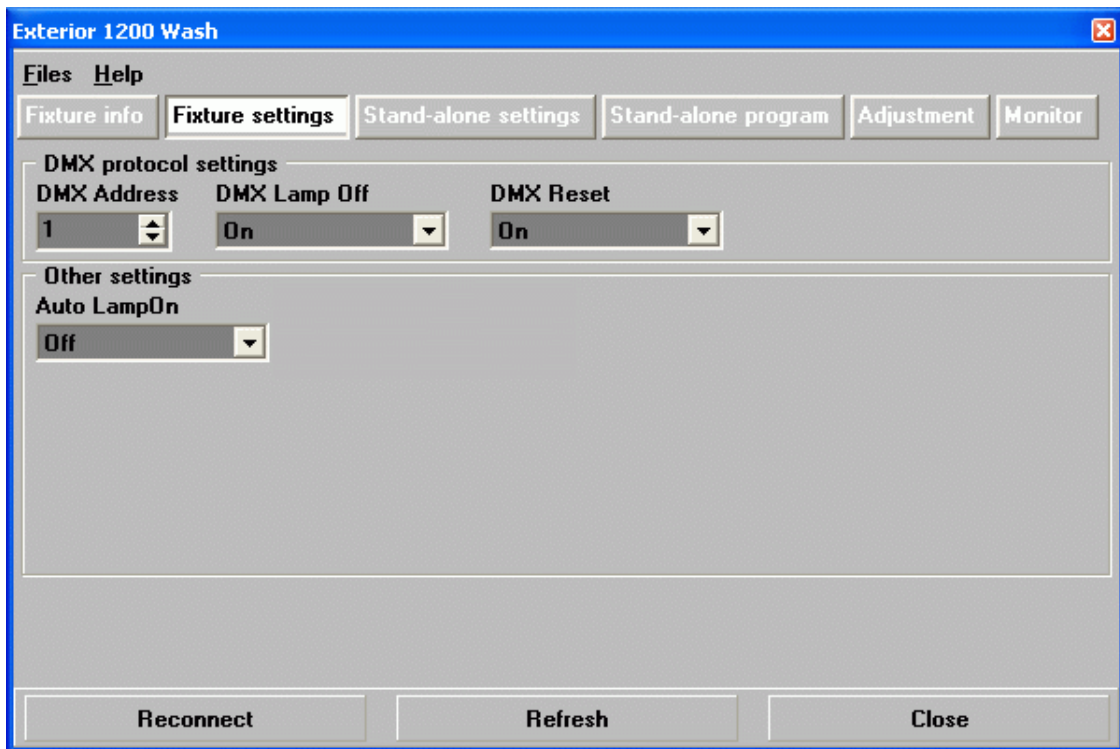 Exterior 1200 Wash
Files Help
Fixture info Fixture settings Stand-alone settings Stand-alone program Adjustment Monitor
DMX protocol settings
DMX Address DMX Lamp Off DMX Reset
1 On On
Other settings
Auto LampOn
Off
Reconnect Refresh Close